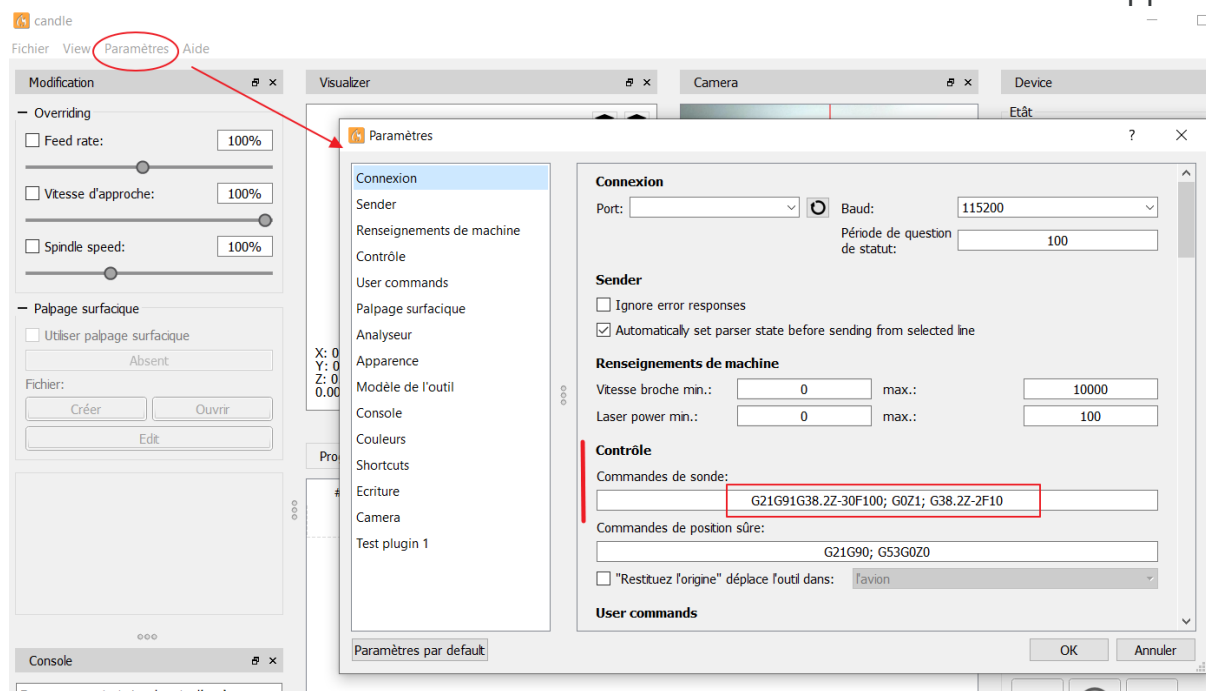 candle
Fichier View Paramètres Aide
Modification
Visualizer
Camera
Device
Overriding
Feed rate: 100%
Vitesse d'approche: 100%
Spindle speed: 100%
Palpage surfacique
Utiliser palpage surfacique
Absent
Fichier:
Créer Ouvrir
Edit
Console
X: 0
Y: 0
Z: 0
0.00
Pro
#
Etât
Paramètres
?
Connexion
Sender
Renseignements de machine
Contrôle
User commands
Palpage surfacique
Analyseur
Apparence
Modèle de l'outil
Console
Couleurs
Shortcuts
Ecriture
Camera
Test plugin 1
Connexion
Port: Baud: 115200
Période de question
de statut: 100
Sender
Ignore error responses
Automatically set parser state before sending from selected line
Renseignements de machine
Vitesse broche min.: 0 max.: 10000
Laser power min.: 0 max.: 100
Contrôle
Commandes de sonde:
G21G91G38.2Z-30F100; G0Z1; G38.2Z-2F10
Commandes de position sûre:
G21G90; G53G0Z0
"Restituez l'origine" déplace l'outil dans: l'avion
User commands
Paramètres par default
OK Annuler